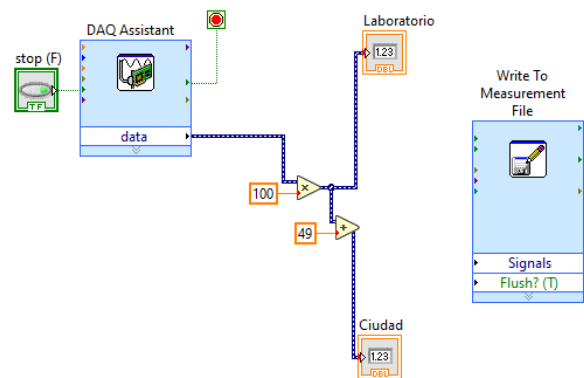 DAQ Assistant
stop (F)
TF
data
100
49
Laboratorio
1.23
DBL
Ciudad
1.23
DBL
Write To
Measurement
File
Signals
Flush? (T)